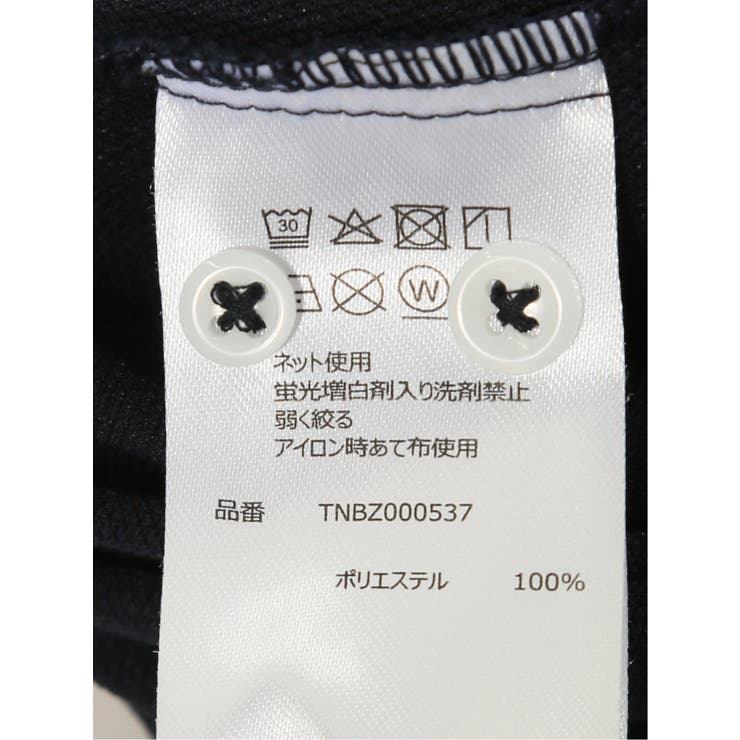 30
W
ネット使用
蛍光増白剤入り洗剤禁止
弱く絞る
アイロン時あて布使用
品番 TNBZ000537
ポリエステル 100%